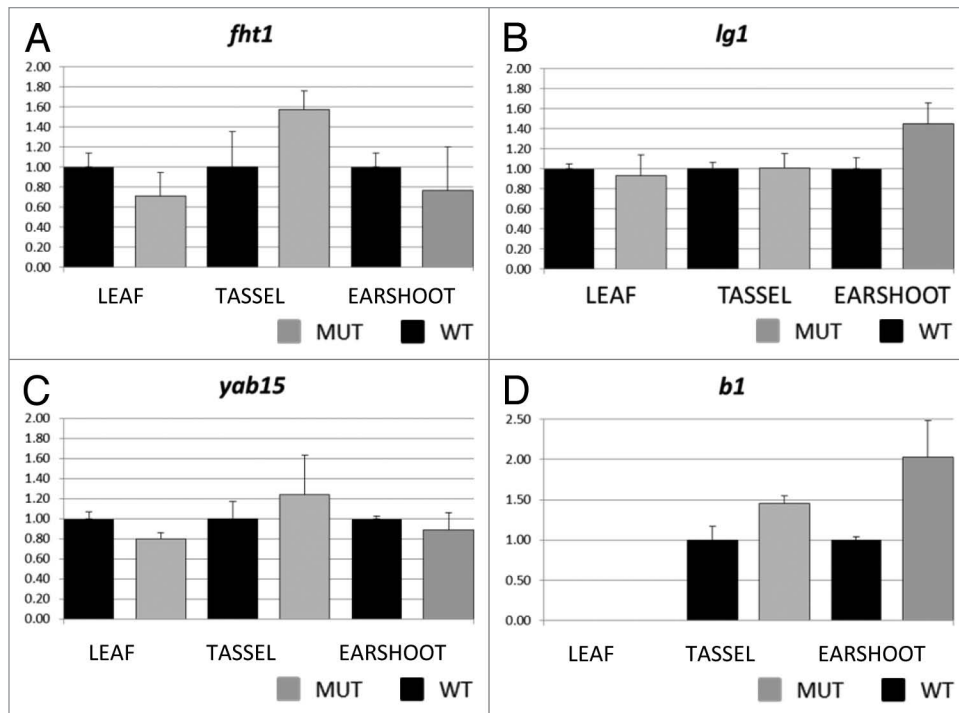 A
fht1
2.00
1.80
1.60
1.40
1.20
1.00
0.80
0.60
0.40
0.20
0.00
LEAF TASSEL EARSHOOT
MUT WT
B
lg1
2.00
1.80
1.60
1.40
1.20
1.00
0.80
0.60
0.40
0.20
0.00
LEAF TASSEL EARSHOOT
MUT WT
C
yab15
2.00
1.80
1.60
1.40
1.20
1.00
0.80
0.60
0.40
0.20
0.00
LEAF TASSEL EARSHOOT
MUT WT
D
b1
2.50
2.00
1.50
1.00
0.50
0.00
LEAF TASSEL EARSHOOT
MUT WT